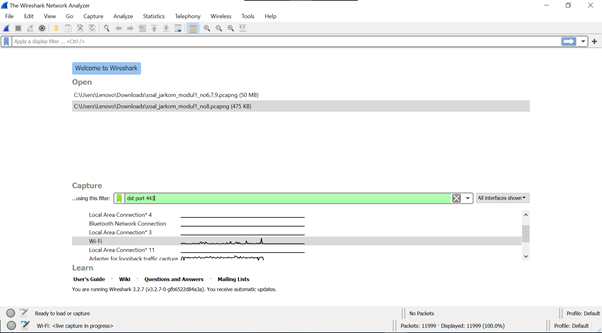 The Wireshark Network Analyzer
File Edit View Go Capture Analyze Statistics Telephony Wireless Tools Help
Apply a display filter ... <Ctrl-/>
Welcome to Wireshark
Open
C:\Users\Lenovo\Downloads\soal_jarkom_modul1_no6,7,9.pcapng (50 MB)
C:\Users\Lenovo\Downloads\soal_jarkom_modul1_no8.pcapng (475 KB)
Capture
...using this filter: dst port 443 All interfaces shown
Local Area Connection* 4
Bluetooth Network Connection
Local Area Connection* 3
Wi-Fi
Local Area Connection* 11
Adapter for loopback traffic capture
Learn
User's Guide · Wiki · Questions and Answers · Mailing Lists
You are running Wireshark 3.2.7 (v3.2.7-0-gfb6522d84a3a). You receive automatic updates.
Ready to load or capture No Packets Profile: Default
Wi-Fi: <live capture in progress> Packets: 11999 · Displayed: 11999 (100.0%) Profile: Default